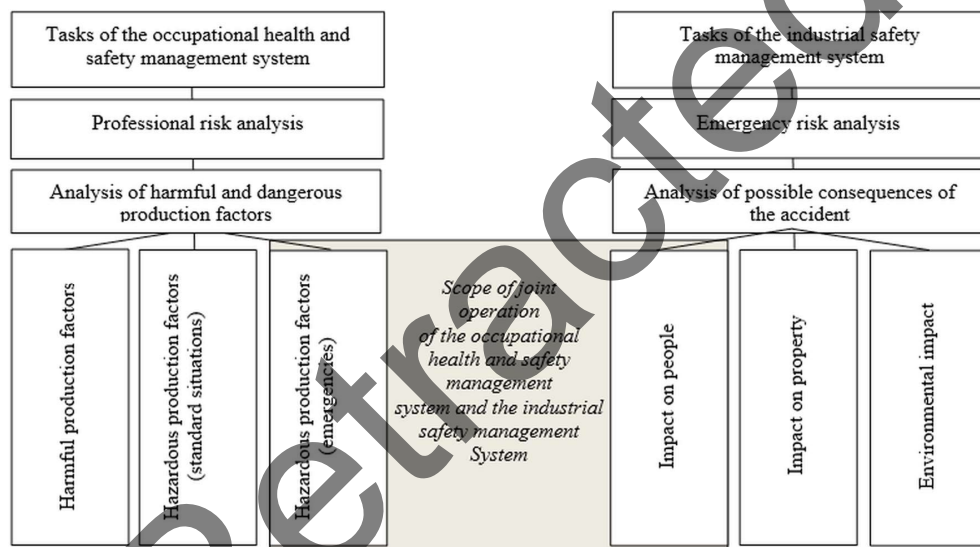 Tasks of the occupational health and
safety management system
Professional risk analysis
Analysis of harmful and dangerous
production factors
Harmful production factors
Hazardous production factors
(standard situations)
Hazardous production factors
(emergencies)
Scope of joint
operation
of the occupational
health and safety
management
system and the industrial
safety management
System
Tasks of the industrial safety
management system
Emergency risk analysis
Analysis of possible consequences of
the accident
Impact on people
Impact on property
Environmental impact
Retracted